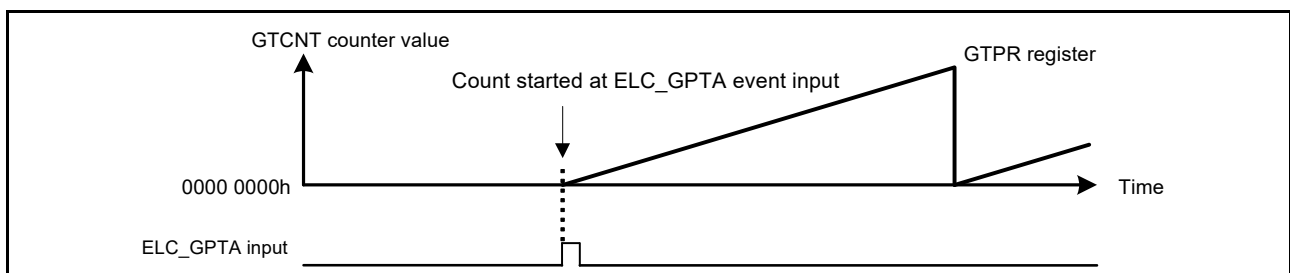 GTCNT counter value
GTPR register
Count started at ELC_GPTA event input
0000 0000h
Time
ELC_GPTA input